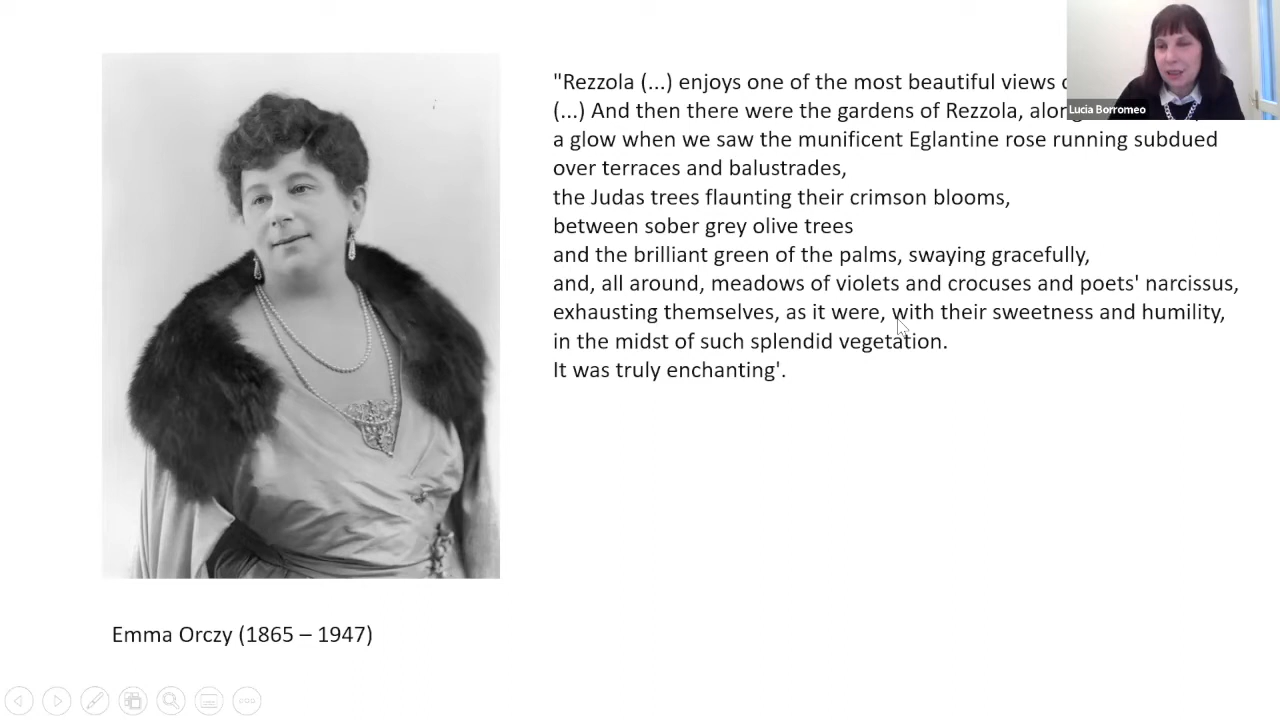 "Rezzola (...) enjoys one of the most beautiful views
(...) And then there were the gardens of Rezzola,
a glow when we saw the munificent Eglantine rose running subdued
over terraces and balustrades,
the Judas trees flaunting their crimson blooms,
between sober grey olive trees
and the brilliant green of the palms, swaying gracefully,
and, all around, meadows of violets and crocuses and poets' narcissus,
exhausting themselves, as it were, with their sweetness and humility,
in the midst of such splendid vegetation.
It was truly enchanting'.
Lucia Borromeo
Emma Orczy (1865 – 1947)